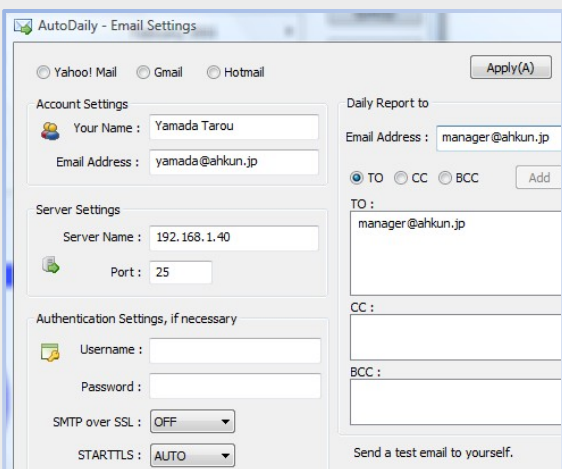 AutoDaily - Email Settings
Yahoo! Mail Gmail Hotmail
Apply(A)
Account Settings
Your Name : Yamada Tarou
Email Address : yamada@ahkun.jp
Server Settings
Server Name : 192.168.1.40
Port : 25
Authentication Settings, if necessary
Username :
Password :
SMTP over SSL : OFF
STARTTLS : AUTO
Daily Report to
Email Address : manager@ahkun.jp
TO CC BCC Add
TO :
manager@ahkun.jp
CC :
BCC :
Send a test email to yourself.